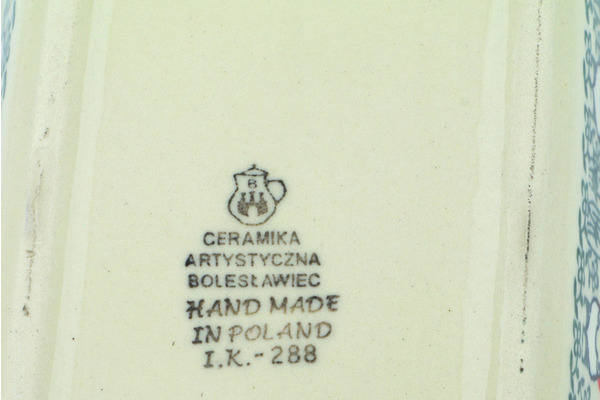 B
CERAMIKA
ARTYSTYCZNA
BOLESŁAWIEC
HAND MADE
IN POLAND
I.K.-288